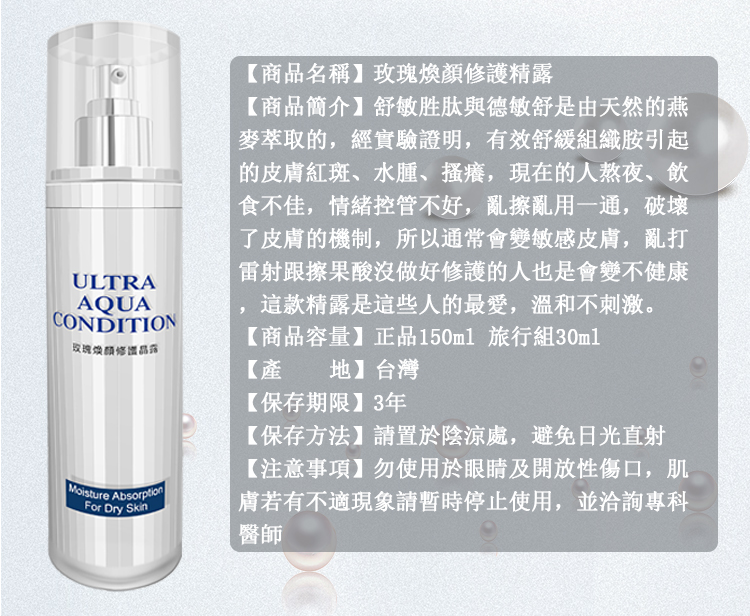 ULTRA
AQUA
CONDITION
玫瑰煥顏修護晶露
Moisture Absorption
For Dry Skin
【商品名稱】玫瑰煥顏修護精露
【商品簡介】舒敏胜肽與德敏舒是由天然的燕
麥萃取的，經實驗證明，有效舒緩組織胺引起
的皮膚紅斑、水腫、搔癢，現在的人熬夜、飲
食不佳，情緒控管不好，亂擦亂用一通，破壞
了皮膚的機制，所以通常會變敏感皮膚，亂打
雷射跟擦果酸沒做好修護的人也是會變不健康
，這款精露是這些人的最愛，溫和不刺激。
【商品容量】正品150ml 旅行組30ml
【產　　地】台灣
【保存期限】3年
【保存方法】請置於陰涼處，避免日光直射
【注意事項】勿使用於眼睛及開放性傷口，肌
膚若有不適現象請暫時停止使用，並洽詢專科
醫師